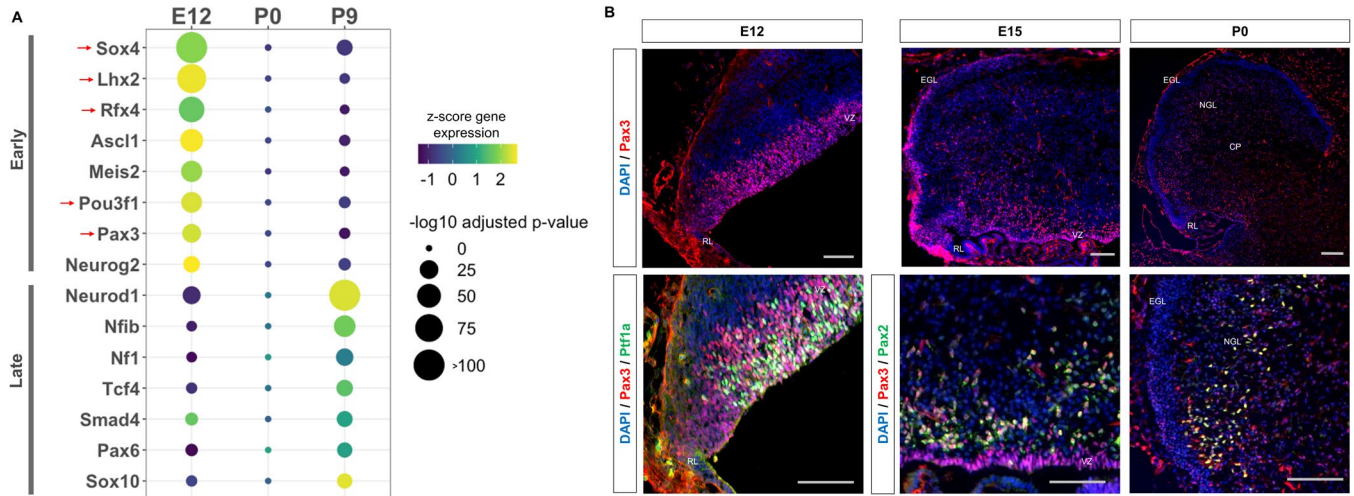 A
E12 P0 P9
Early
Sox4
Lhx2
Rfx4
Ascl1
Meis2
Pou3f1
Pax3
Neurog2
Late
Neurod1
Nfib
Nf1
Tcf4
Smad4
Pax6
Sox10
z-score gene
expression
-1 0 1 2
-log10 adjusted p-value
0
25
50
75
>100
B
E12 E15 P0
DAPI / Pax3
VZ
RL
EGL
RL
VZ
EGL
NGL
CP
RL
DAPI / Pax3 / Ptf1a
VZ
RL
DAPI / Pax3 / Pax2
VZ
EGL
NGL